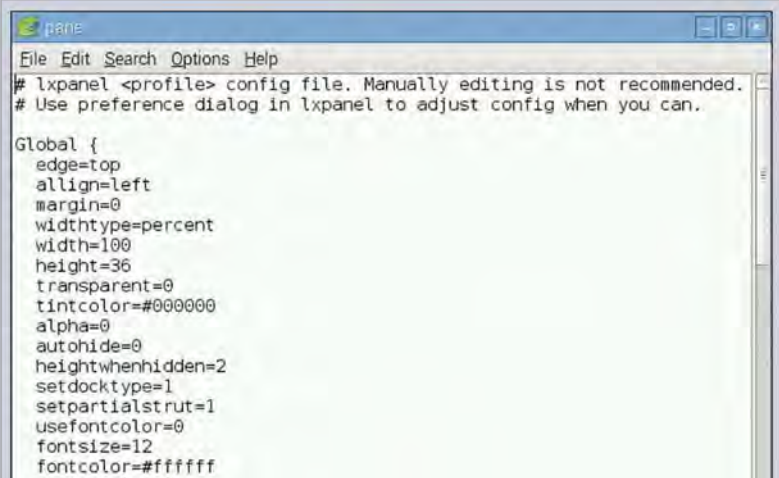 pane
File Edit Search Options Help
# lxpanel <profile> config file. Manually editing is not recommended.
# Use preference dialog in lxpanel to adjust config when you can.
Global {
edge=top
allign=left
margin=0
widthtype=percent
width=100
height=36
transparent=0
tintcolor=#000000
alpha=0
autohide=0
heightwhenhidden=2
setdocktype=1
setpartialstrut=1
usefontcolor=0
fontsize=12
fontcolor=#ffffff